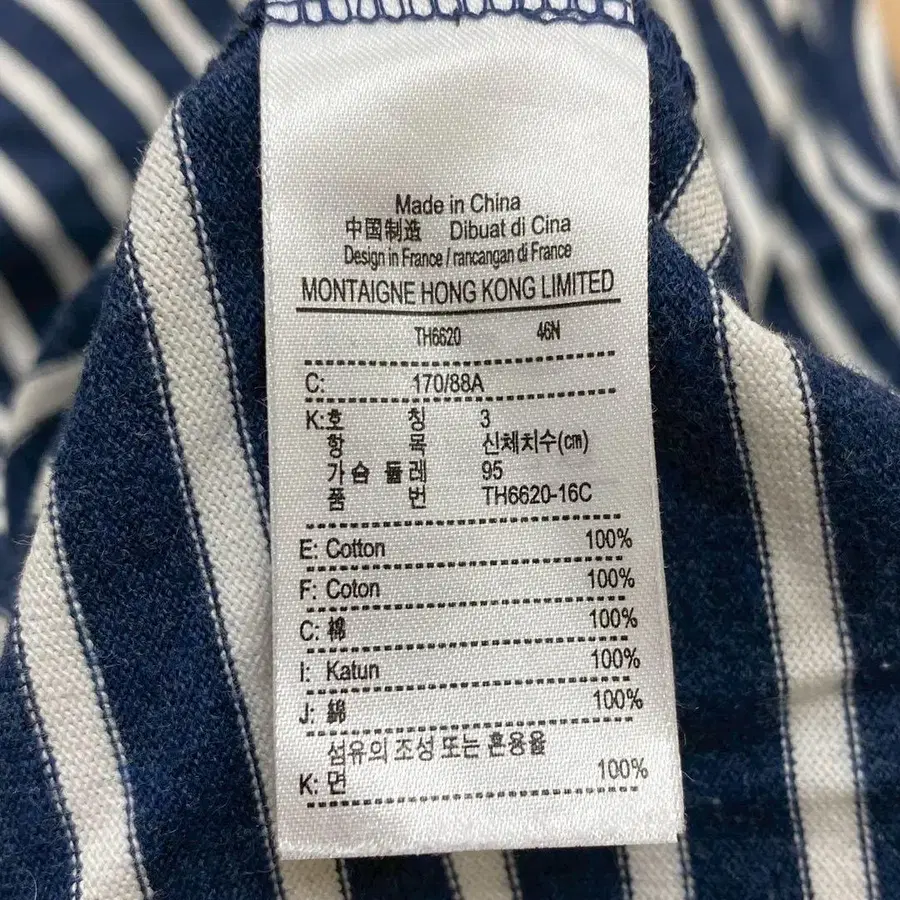 Made in China
中国制造 Dibuat di Cina
Design in France / rancangan di France
MONTAIGNE HONG KONG LIMITED
TH6620 46N
C: 170/88A
K:호 칭 3
항 목 신체치수(cm)
가슴 둘레 95
품 번 TH6620-16C
E: Cotton 100%
F: Coton 100%
C: 棉 100%
I: Katun 100%
J: 綿 100%
섬유의 조성 또는 혼용율
K: 면 100%